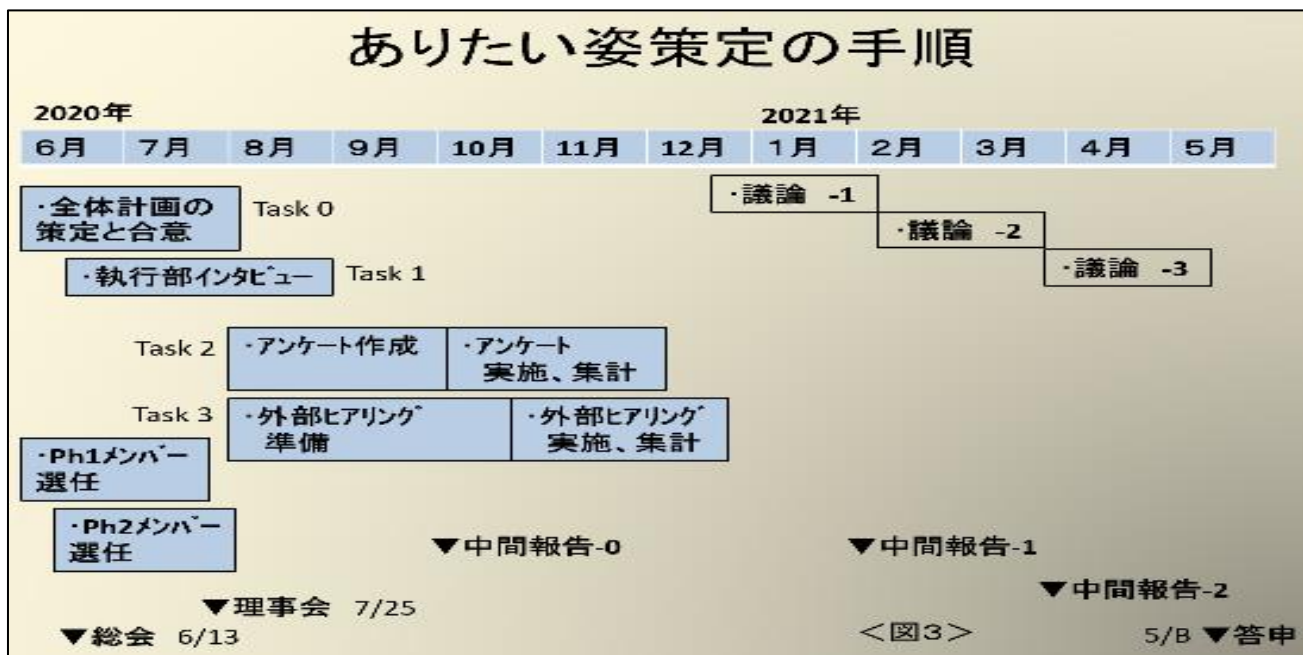 ありたい姿策定の手順
2020年
2021年
6月 7月 8月 9月 10月 11月 12月 1月 2月 3月 4月 5月
・全体計画の
策定と合意
Task 0
・議論 -1
・議論 -2
・議論 -3
・執行部インタビュー
Task 1
Task 2
・アンケート作成
・アンケート
実施、集計
Task 3
・外部ヒアリング
準備
・外部ヒアリング
実施、集計
・Ph1メンバー
選任
・Ph2メンバー
選任
▼中間報告-0
▼中間報告-1
▼中間報告-2
▼理事会 7/25
▼総会 6/13
＜図3＞
5/B ▼答申